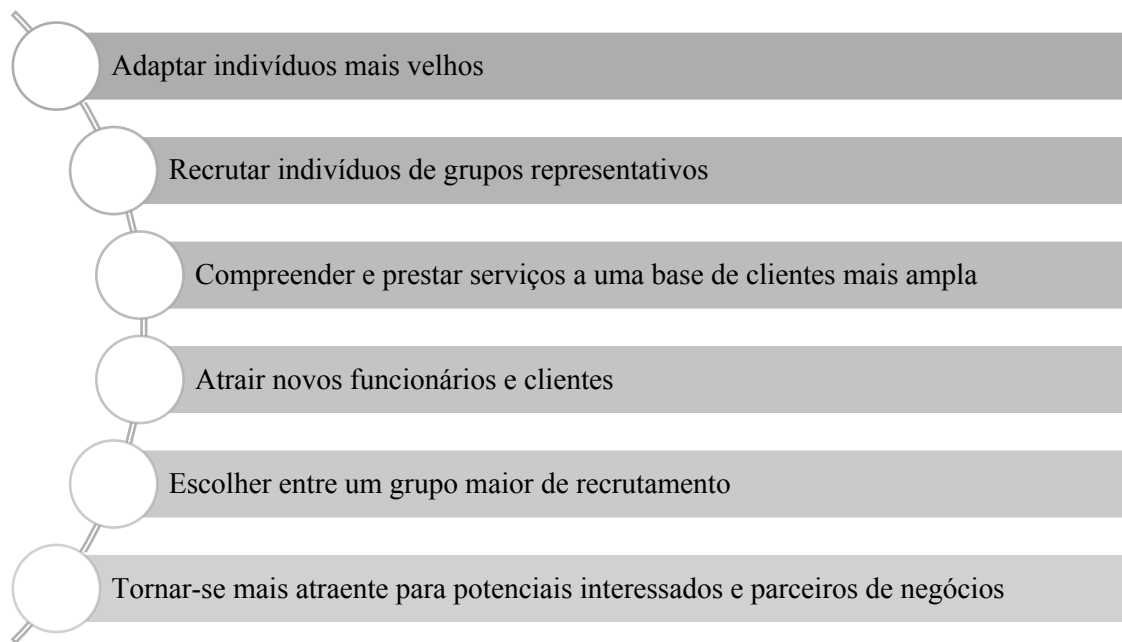 Adaptar indivíduos mais velhos
Recrutar indivíduos de grupos representativos
Compreender e prestar serviços a uma base de clientes mais ampla
Atrair novos funcionários e clientes
Escolher entre um grupo maior de recrutamento
Tornar-se mais atraente para potenciais interessados e parceiros de negócios